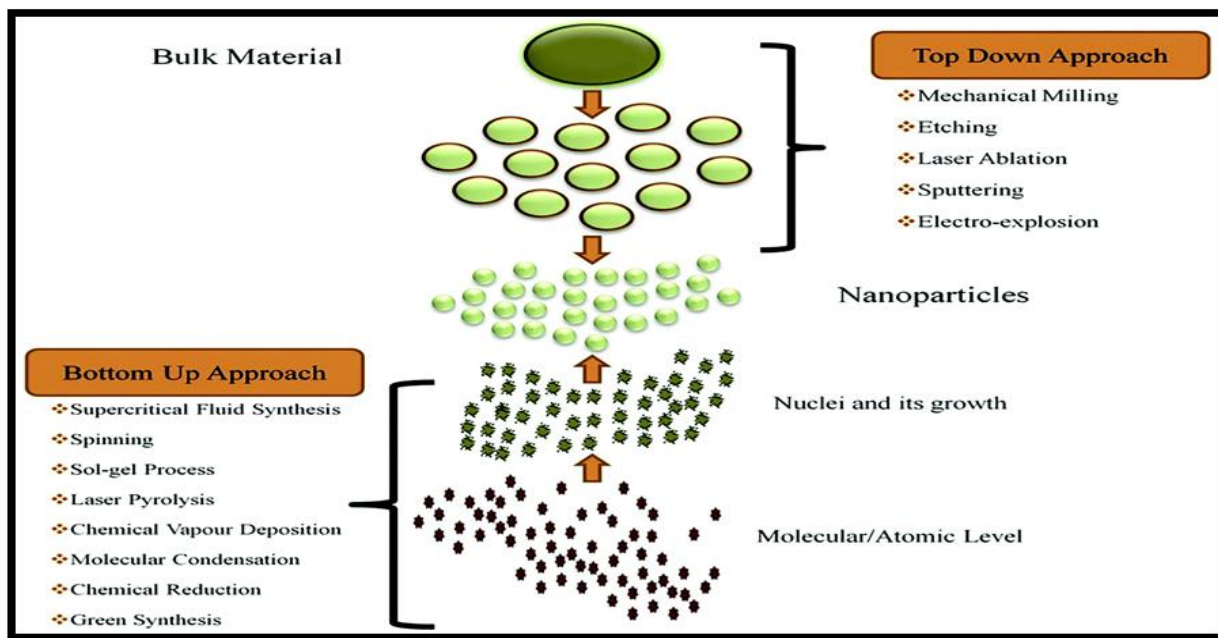 Bulk Material
Top Down Approach
❖Mechanical Milling
❖Etching
❖Laser Ablation
❖Sputtering
❖Electro-explosion
Nanoparticles
Bottom Up Approach
❖Supercritical Fluid Synthesis
❖Spinning
❖Sol-gel Process
❖Laser Pyrolysis
❖Chemical Vapour Deposition
❖Molecular Condensation
❖Chemical Reduction
❖Green Synthesis
Nuclei and its growth
Molecular/Atomic Level